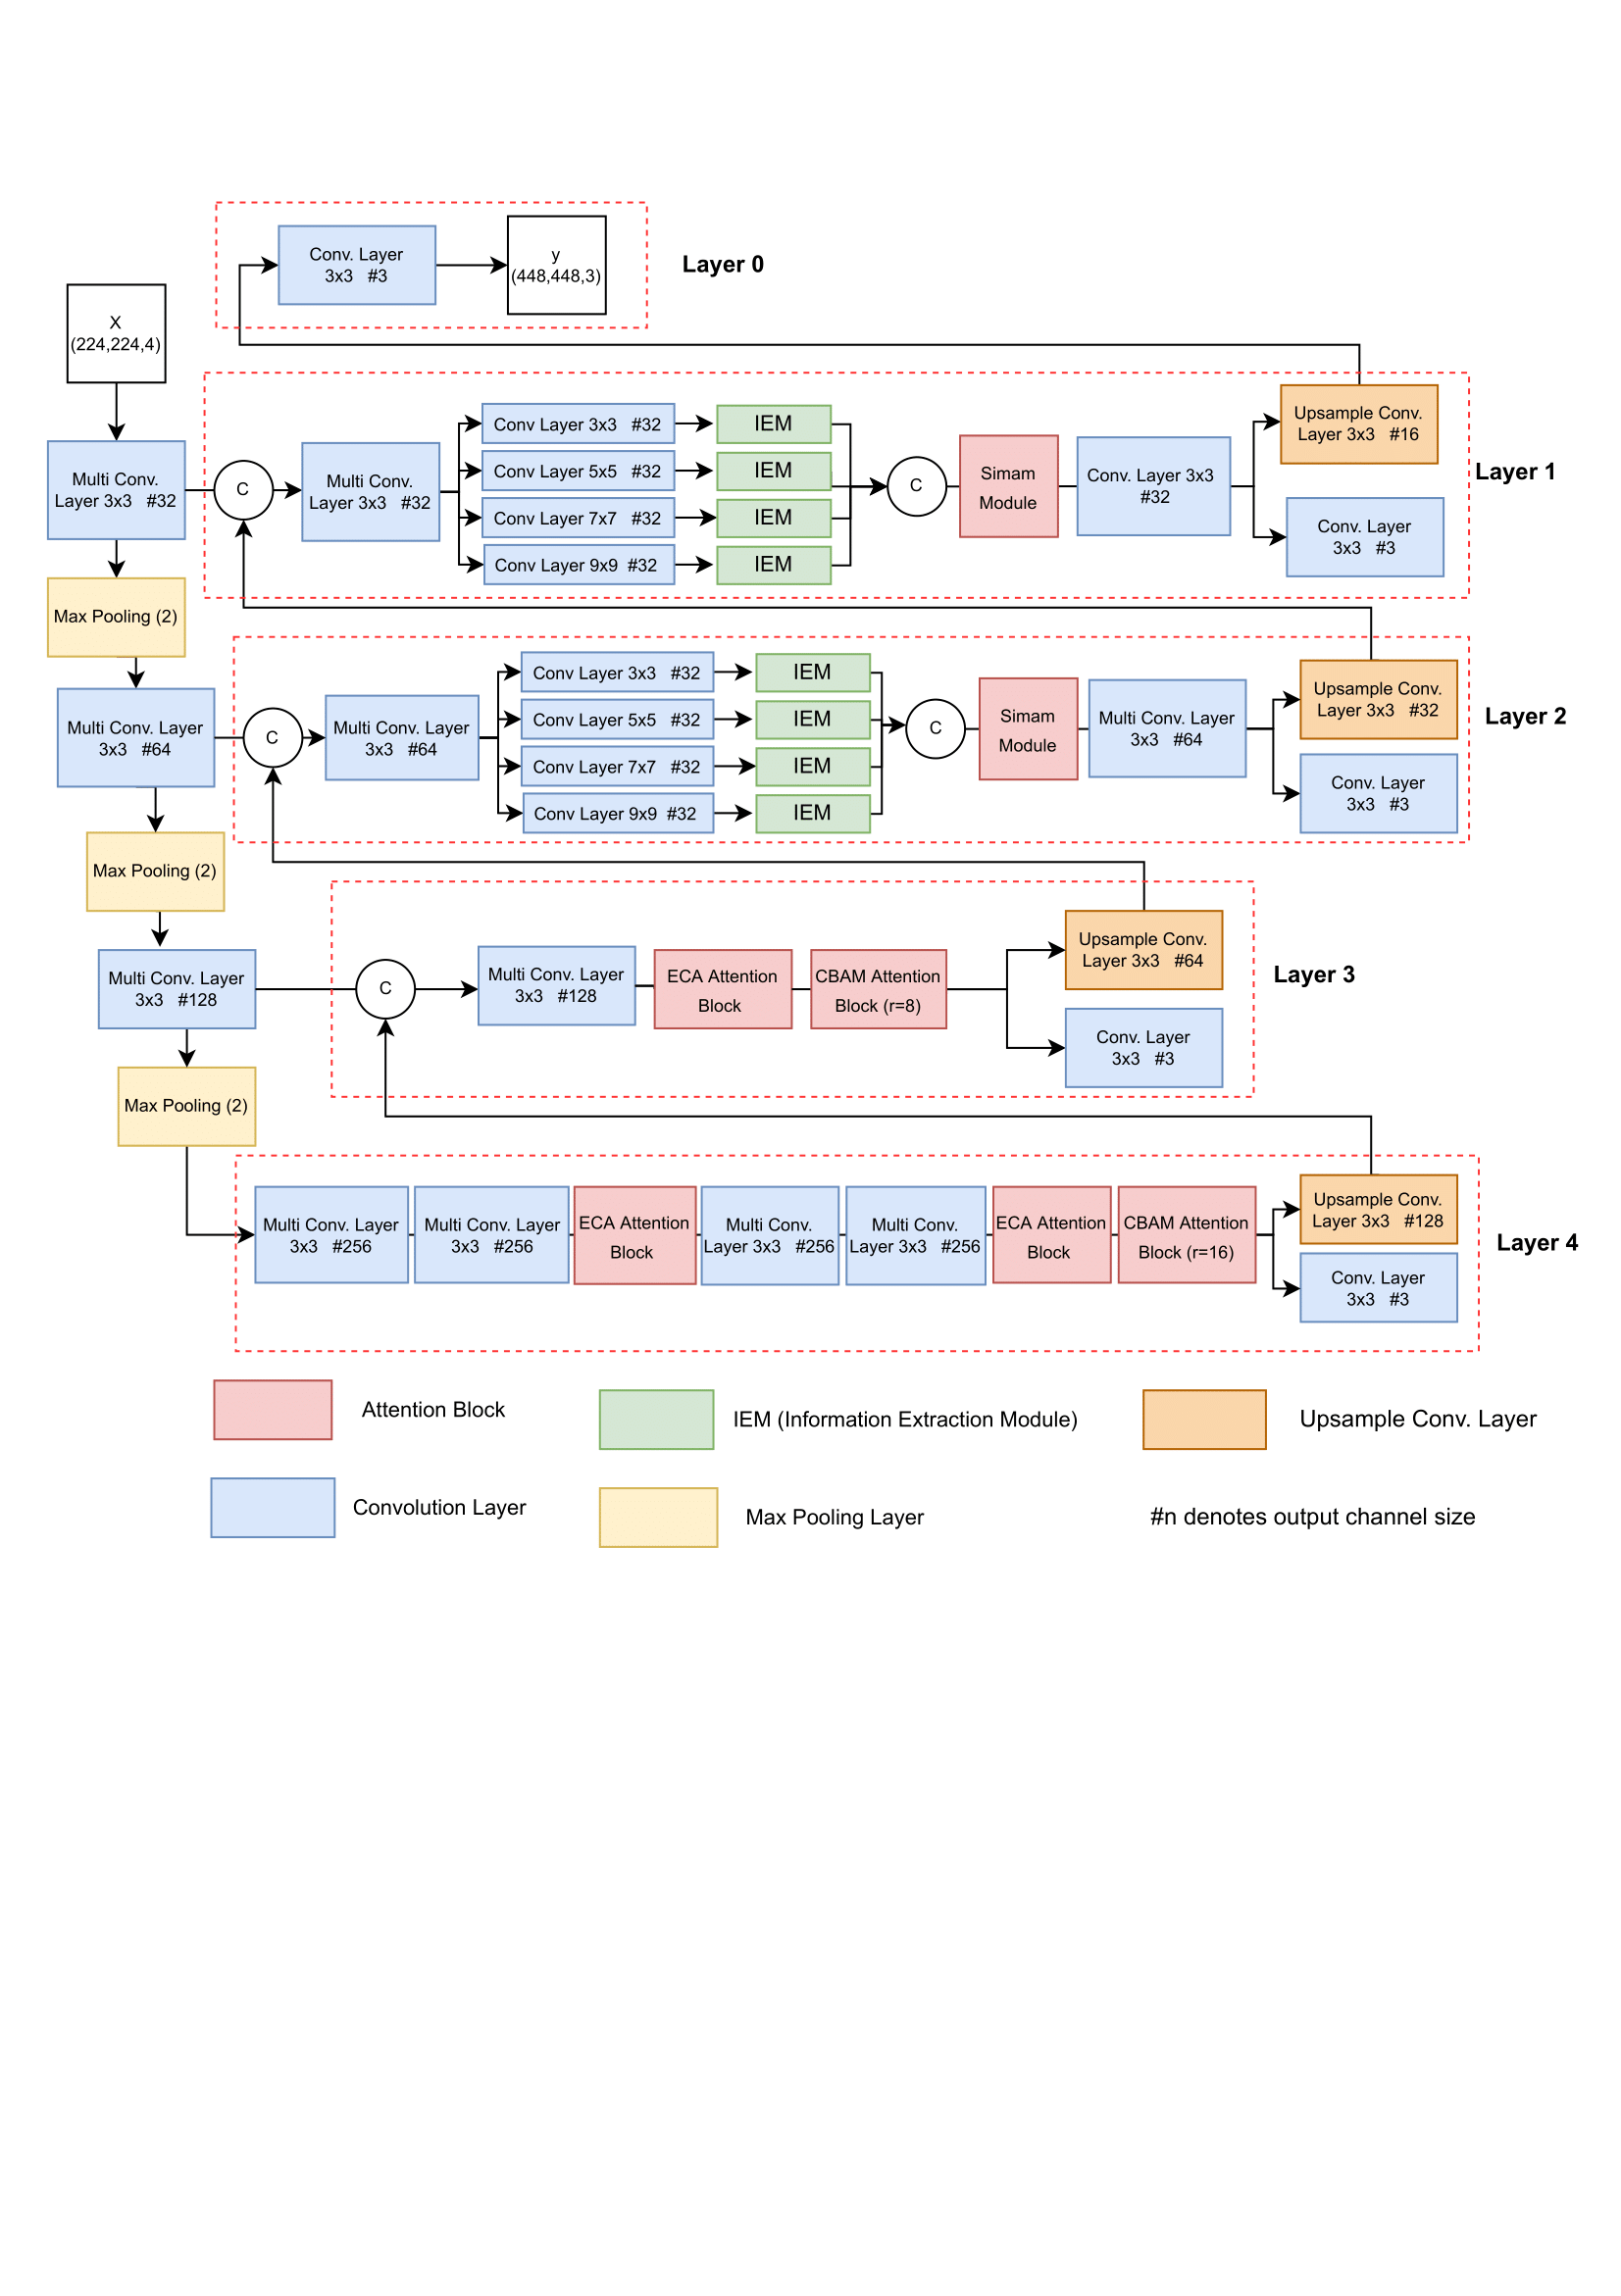 Conv. Layer
3x3 #3
y
(448,448,3)
Layer 0
X
(224,224,4)
Multi Conv.
Layer 3x3 #32
C
Multi Conv.
Layer 3x3 #32
Conv Layer 3x3 #32
Conv Layer 5x5 #32
Conv Layer 7x7 #32
Conv Layer 9x9 #32
IEM
IEM
IEM
IEM
C
Simam
Module
Conv. Layer 3x3
#32
Upsample Conv.
Layer 3x3 #16
Conv. Layer
3x3 #3
Layer 1
Max Pooling (2)
Multi Conv. Layer
3x3 #64
C
Multi Conv. Layer
3x3 #64
Conv Layer 3x3 #32
Conv Layer 5x5 #32
Conv Layer 7x7 #32
Conv Layer 9x9 #32
IEM
IEM
IEM
IEM
C
Simam
Module
Multi Conv. Layer
3x3 #64
Upsample Conv.
Layer 3x3 #32
Conv. Layer
3x3 #3
Layer 2
Max Pooling (2)
Multi Conv. Layer
3x3 #128
C
Multi Conv. Layer
3x3 #128
ECA Attention
Block
CBAM Attention
Block (r=8)
Upsample Conv.
Layer 3x3 #64
Conv. Layer
3x3 #3
Layer 3
Max Pooling (2)
Multi Conv. Layer
3x3 #256
Multi Conv. Layer
3x3 #256
ECA Attention
Block
Multi Conv.
Layer 3x3 #256
Multi Conv.
Layer 3x3 #256
ECA Attention
Block
CBAM Attention
Block (r=16)
Upsample Conv.
Layer 3x3 #128
Conv. Layer
3x3 #3
Layer 4
Attention Block
IEM (Information Extraction Module)
Upsample Conv. Layer
Convolution Layer
Max Pooling Layer
#n denotes output channel size